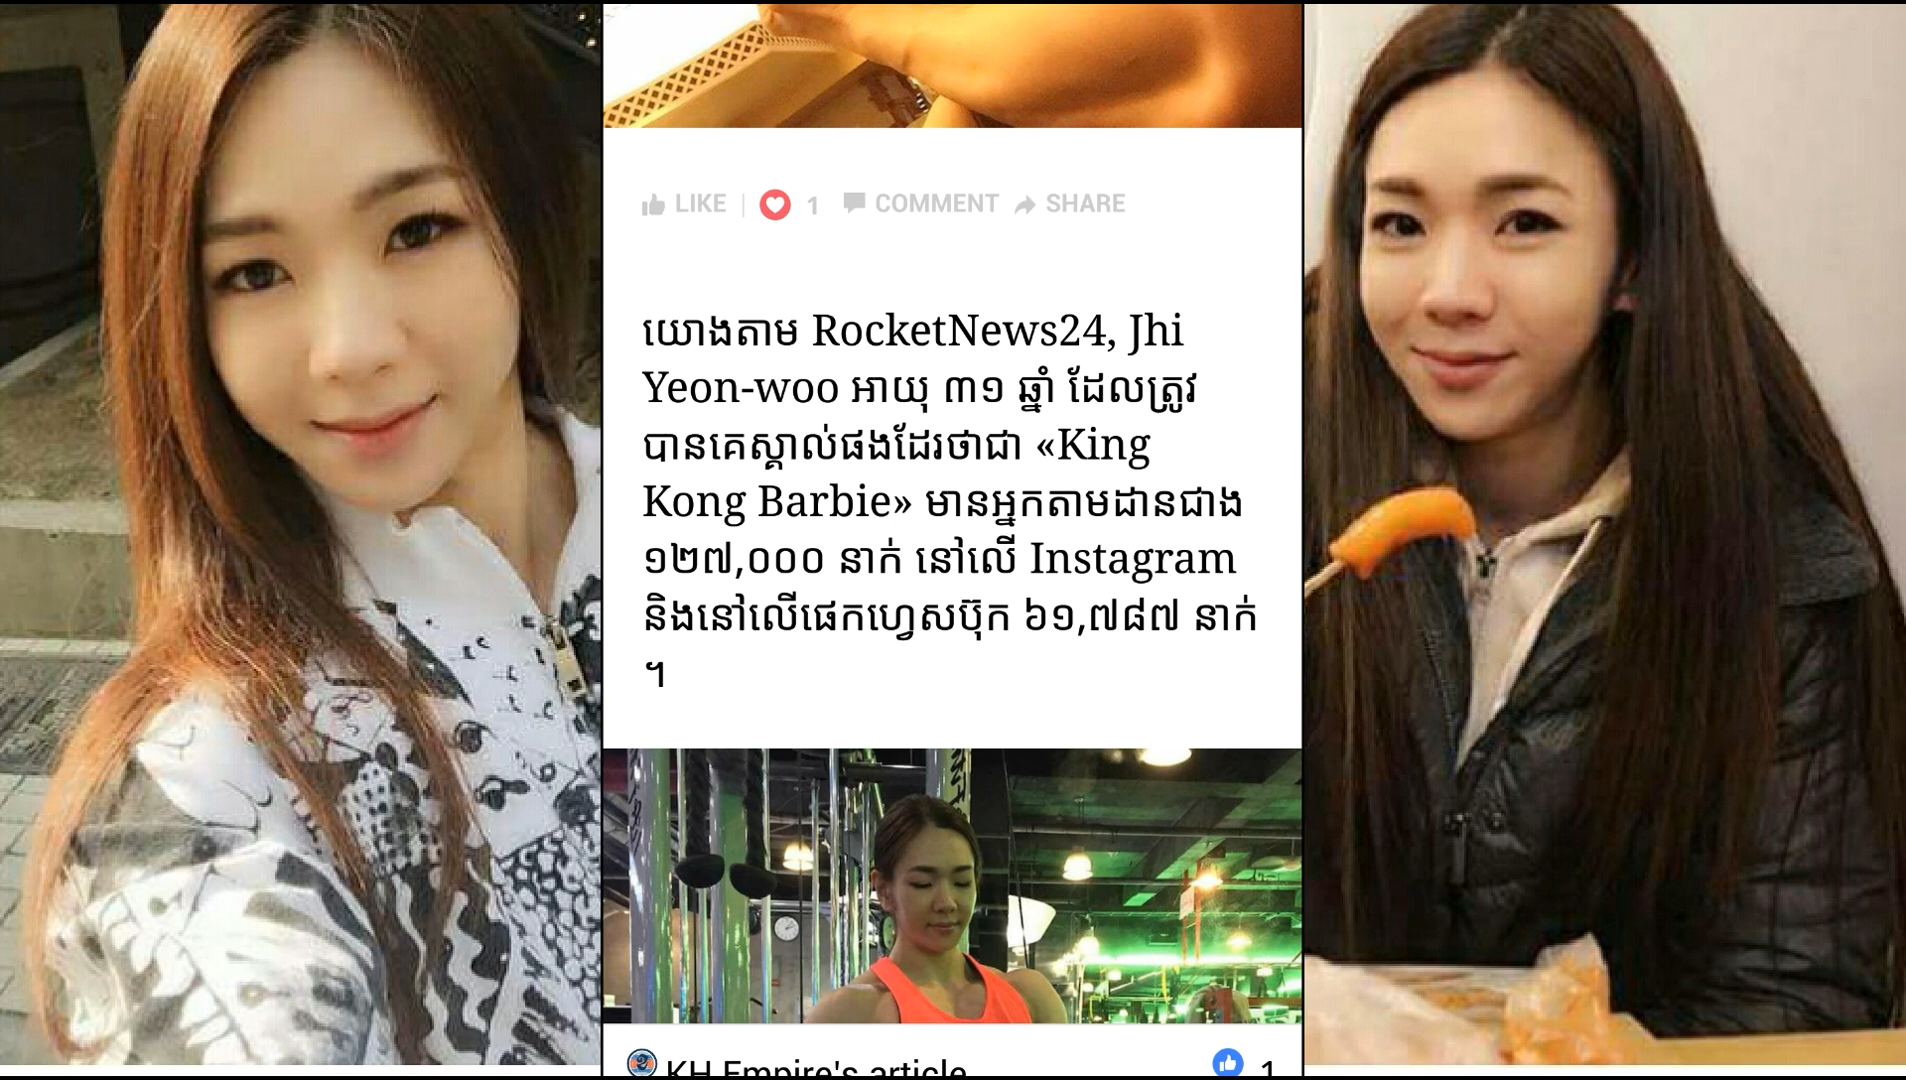 LIKE | 1 COMMENT SHARE
យោងតាម RocketNews24, Jhi
Yeon-woo អាយុ ៣១ ឆ្នាំ ដែលត្រូវ
បានគេស្គាល់ផងដែរថាជា «King
Kong Barbie» មានអ្នកតាមដានជាង
១២៧,០០០ នាក់ នៅលើ Instagram
និងនៅលើផេកហ្វេសប៊ុក ៦១,៧៨៧ នាក់
។
KH Empire's article 1